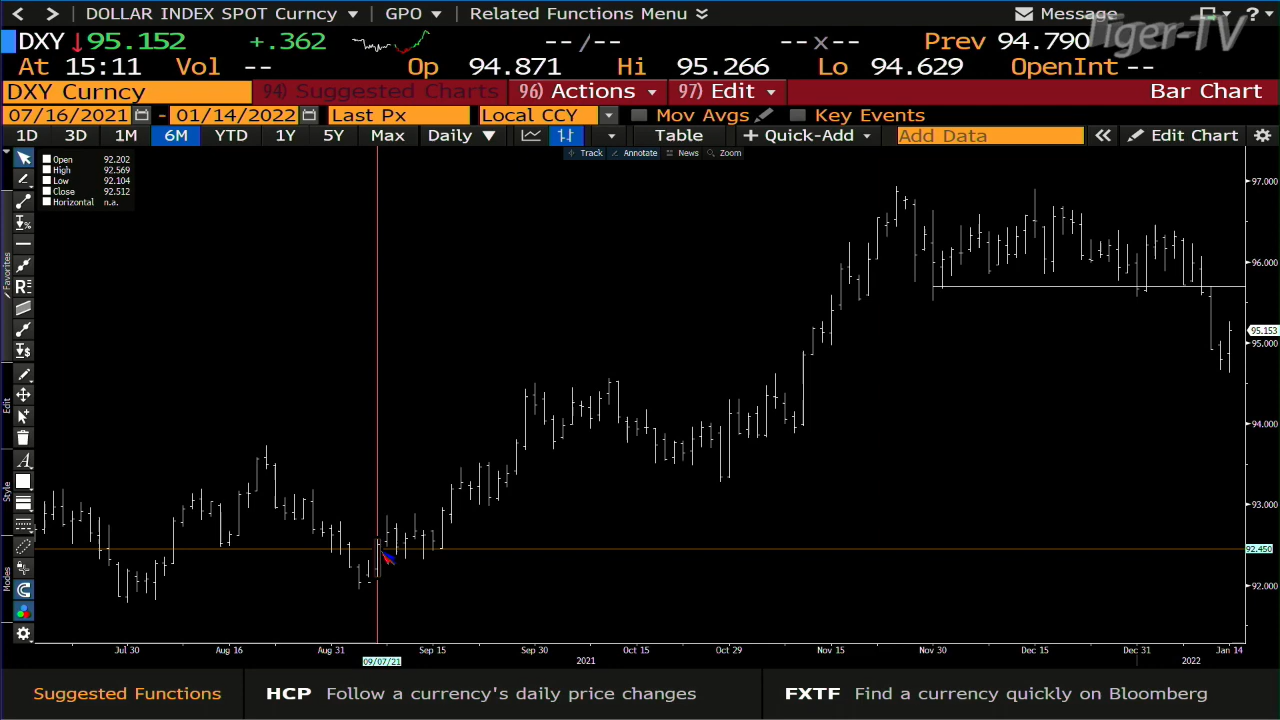 DOLLAR INDEX SPOT Curncy GPO Related Functions Menu Message ?
Tiger-TV
DXY 95.152 +.362 -- / -- -- x -- Prev 94.790
At 15:11 Vol -- Op 94.871 Hi 95.266 Lo 94.629 OpenInt --
DXY Curncy 94) Suggested Charts 96) Actions 97) Edit Bar Chart
07/16/2021 - 01/14/2022 Last Px Local CCY Mov Avgs Key Events
1D 3D 1M 6M YTD 1Y 5Y Max Daily Table + Quick-Add Add Data Edit Chart
Track Annotate News Zoom
Open 92.202
High 92.569
Low 92.104
Close 92.512
Horizontal n.a.
Favorites
Edit
Style
Modes
97.000
96.000
95.153
95.000
94.000
93.000
92.450
92.000
Jul 30 Aug 16 Aug 31 Sep 15 Sep 30 Oct 15 Oct 29 Nov 15 Nov 30 Dec 15 Dec 31 Jan 14
09/07/21 2021 2022
Suggested Functions HCP Follow a currency's daily price changes FXTF Find a currency quickly on Bloomberg